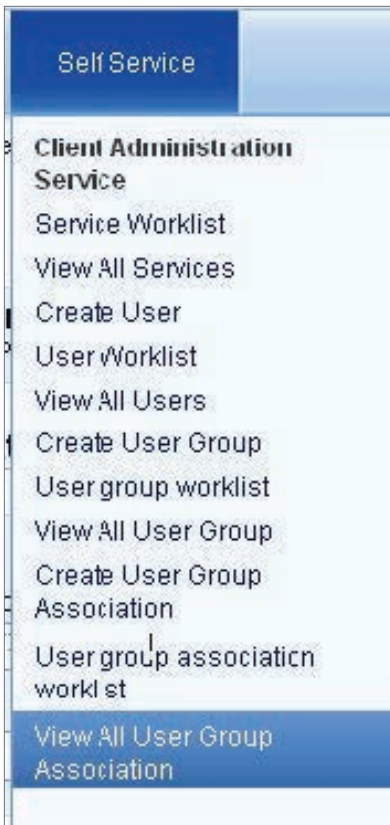 Self Service
Client Administration
Service
Service Worklist
View All Services
Create User
User Worklist
View All Users
Create User Group
User group worklist
View All User Group
Create User Group
Association
User group association
worklist
View All User Group
Association